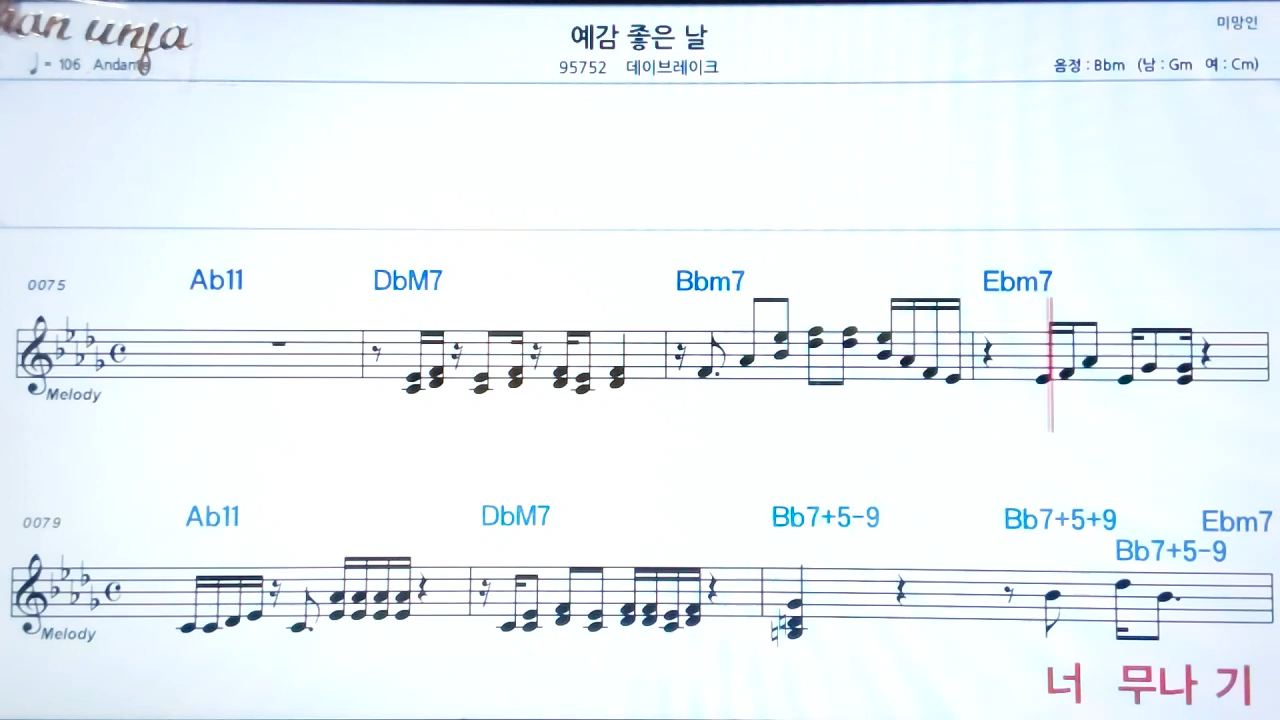 han unfa
예감 좋은 날
미망인
♩= 106 Andante
95752 데이브레이크
음정 : Bbm (남 : Gm 여 : Cm)
0075 Ab11 DbM7 Bbm7 Ebm7
Melody
0079 Ab11 DbM7 Bb7+5-9 Bb7+5+9 Ebm7
Bb7+5-9
Melody
너 무나 기